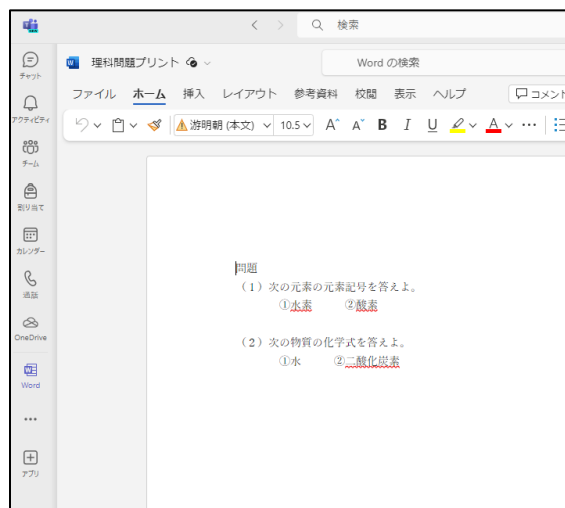 検索
チャット
アクティビティ
チーム
割り当て
カレンダー
通話
OneDrive
Word
アプリ
理科問題プリント
Word の検索
ファイル ホーム 挿入 レイアウト 参考資料 校閲 表示 ヘルプ コメント
游明朝 (本文) 10.5 A A B I U A
問題
（1）次の元素の元素記号を答えよ。
①水素 ②酸素
（2）次の物質の化学式を答えよ。
①水 ②二酸化炭素